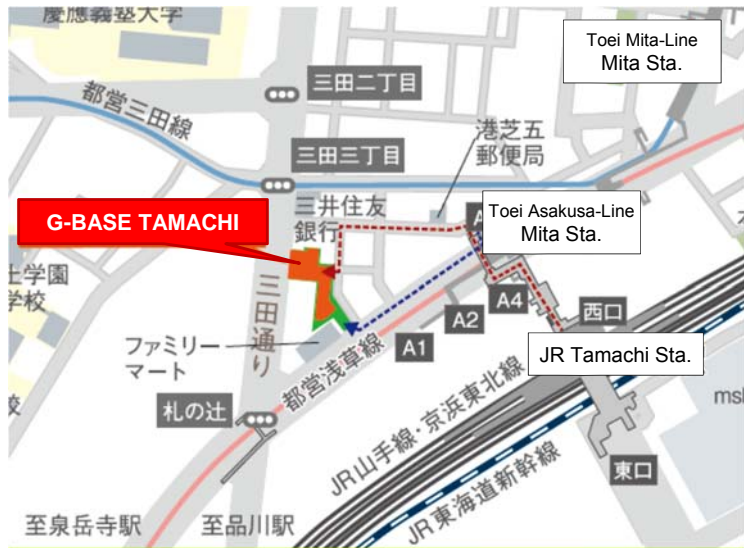 慶應義塾大学
Toei Mita-Line
Mita Sta.
三田二丁目
都営三田線
港芝五
郵便局
三田三丁目
G-BASE TAMACHI
三井住友
銀行
Toei Asakusa-Line
Mita Sta.
士学園
学校
三田通り
A4
西口
A2
ファミリー
マート
A1
都営浅草線
JR Tamachi Sta.
札の辻
JR山手線・京浜東北線
東口
JR東海道新幹線
至泉岳寺駅
至品川駅